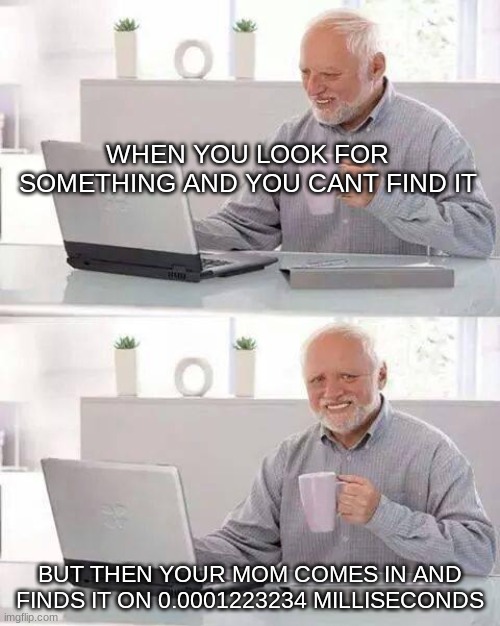 WHEN YOU LOOK FOR
SOMETHING AND YOU CANT FIND IT
BUT THEN YOUR MOM COMES IN AND
FINDS IT ON 0.0001223234 MILLISECONDS
imgflip.com